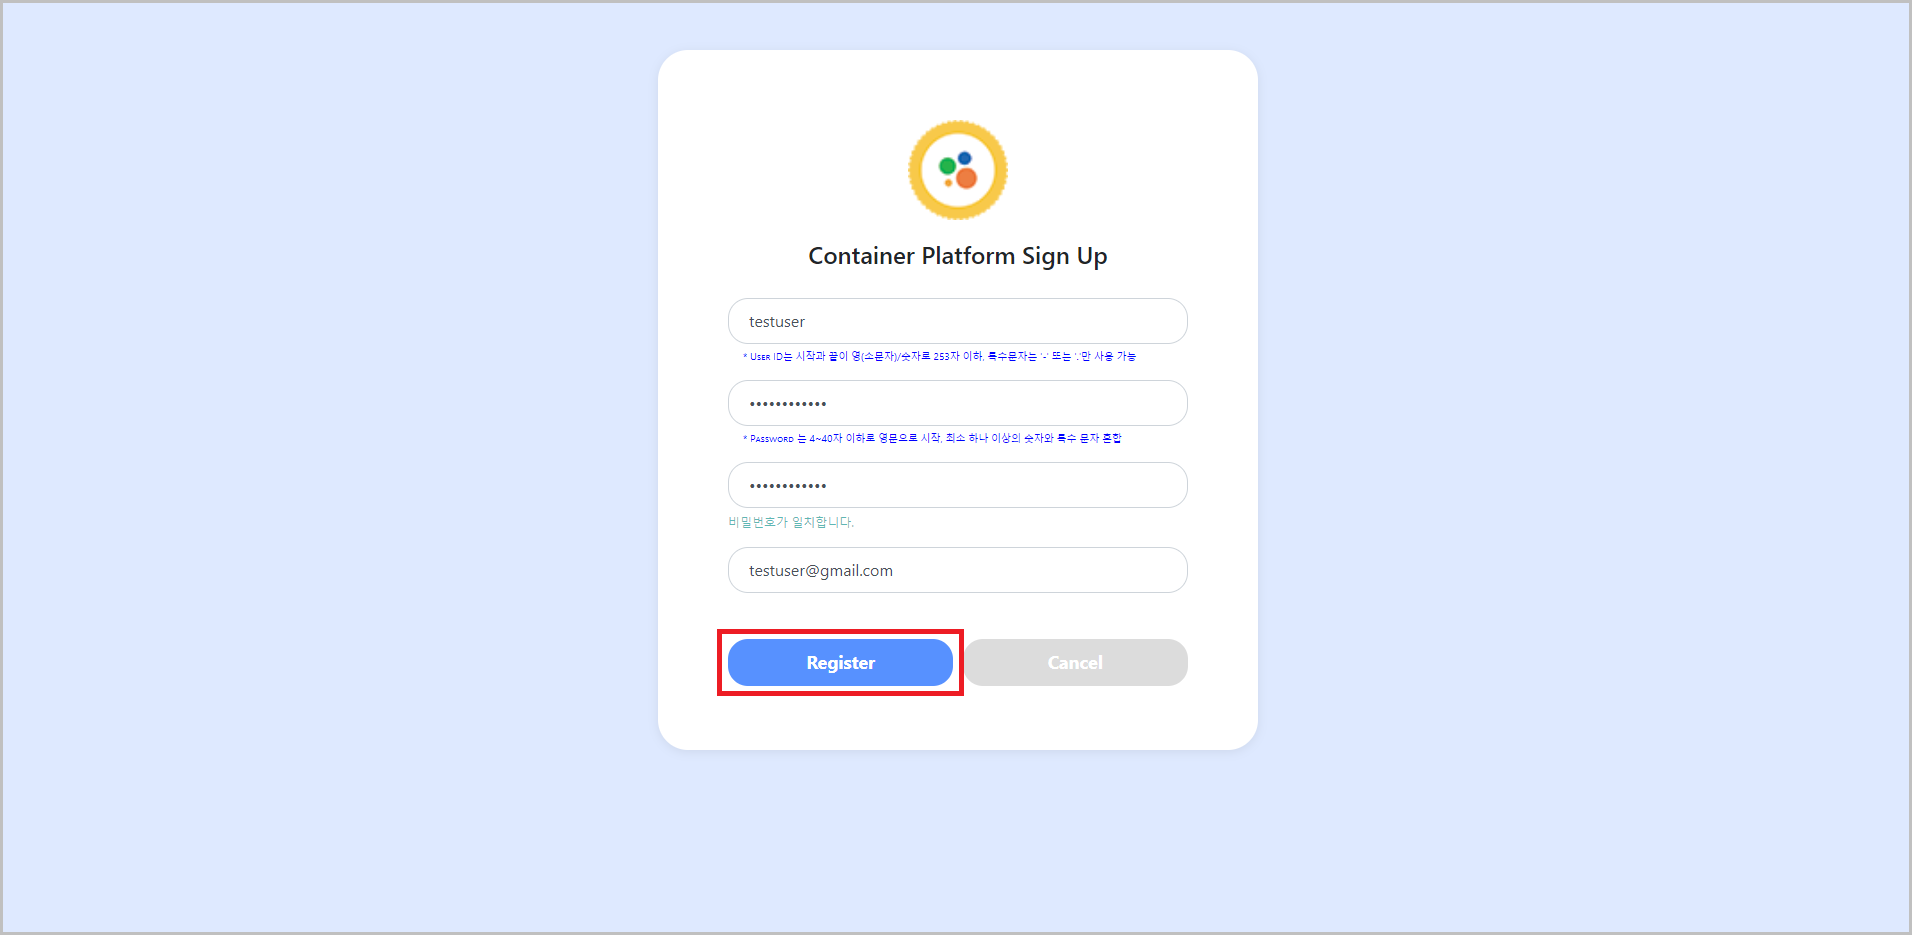 Container Platform Sign Up
testuser
* User ID는 시작과 끝이 영(소문자)/숫자로 253자 이하, 특수문자는 '-' 또는 '.'만 사용 가능
••••••••••••
* Password 는 4~40자 이하로 영문으로 시작, 최소 하나 이상의 숫자와 특수 문자 혼합
••••••••••••
비밀번호가 일치합니다.
testuser@gmail.com
Register
Cancel